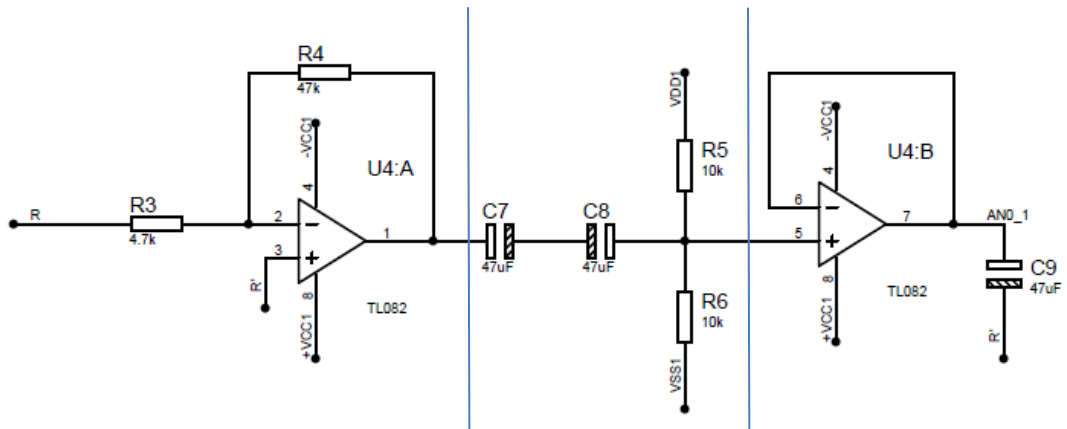 R4
47k
-VCC1
4
U4:A
R
R3
4.7k
2
3
1
R'
8
+VCC1
TL082
C7
47uF
C8
47uF
VDD1
R5
10k
R6
10k
VSS1
-VCC1
4
U4:B
6
5
7
8
+VCC1
TL082
AN0_1
C9
47uF
R'